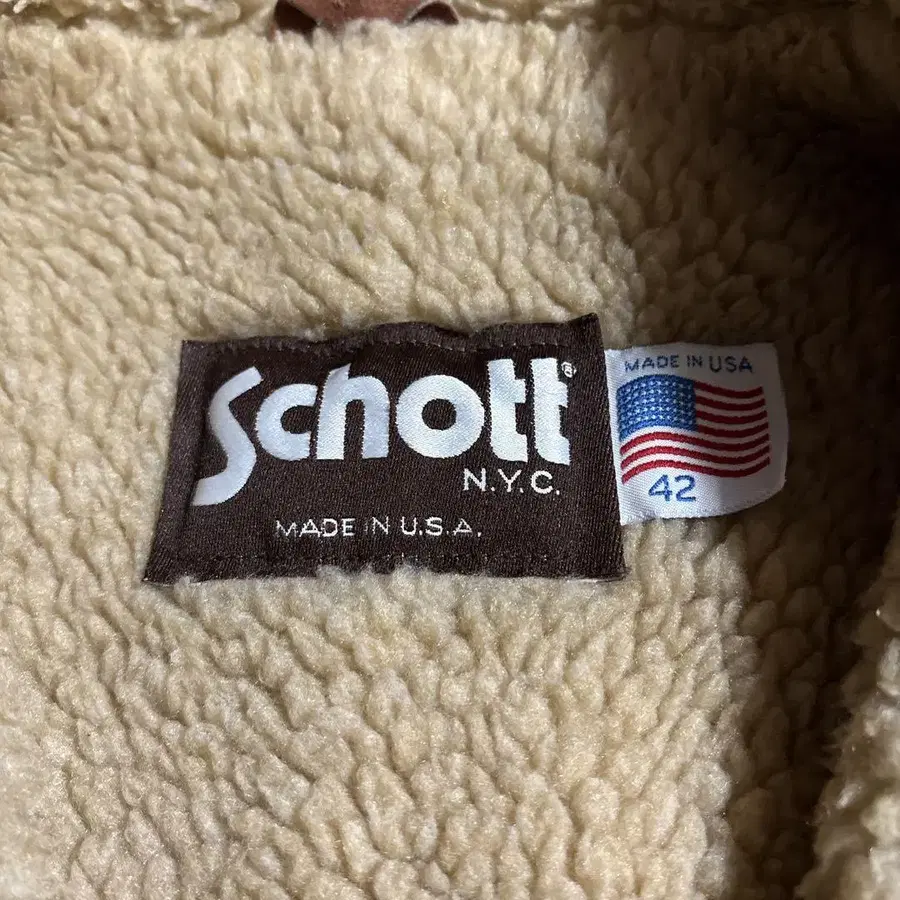 Schott®
N.Y.C.
MADE IN U.S.A.
MADE IN USA
42